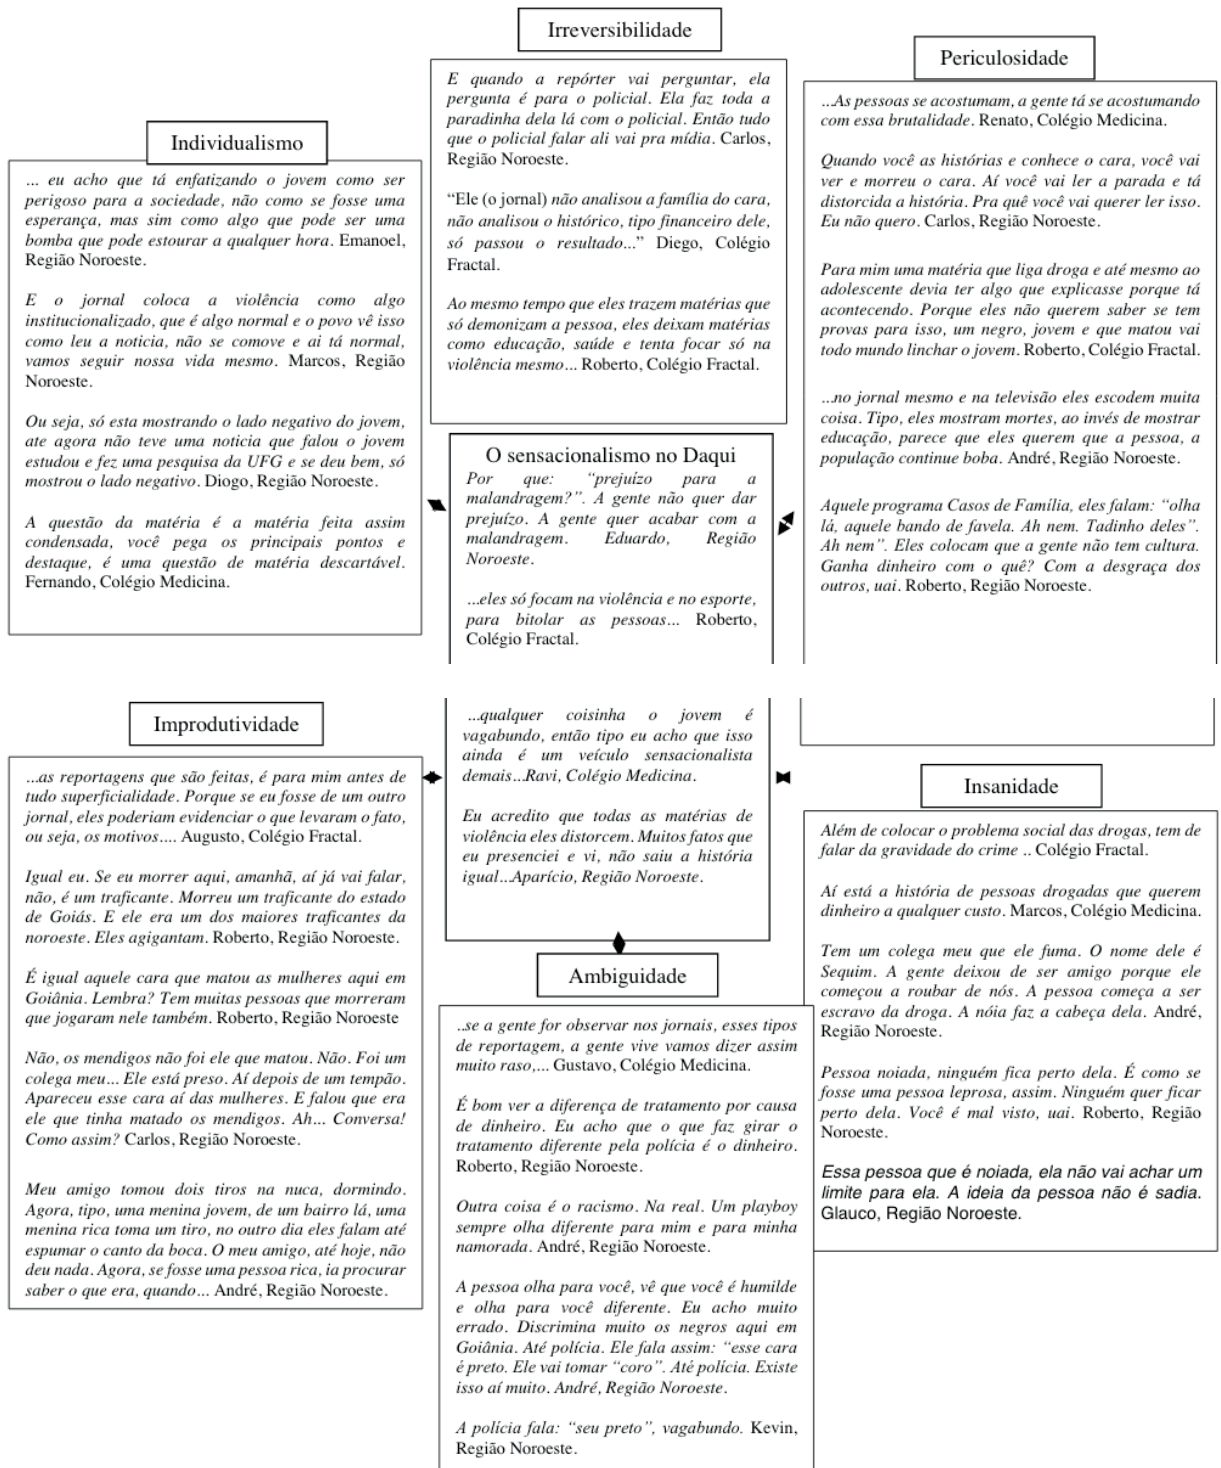 Irreversibilidade
E quando a repórter vai perguntar, ela
pergunta é para o policial. Ela faz toda a
paradinha dela lá com o policial. Então tudo
que o policial falar ali vai pra mídia. Carlos,
Região Noroeste.
“Ele (o jornal) não analisou a família do cara,
não analisou o histórico, tipo financeiro dele,
só passou o resultado...” Diego, Colégio
Fractal.
Ao mesmo tempo que eles trazem matérias que
só demonizam a pessoa, eles deixam matérias
como educação, saúde e tenta focar só na
violência mesmo... Roberto, Colégio Fractal.
Periculosidade
...As pessoas se acostumam, a gente tá se acostumando
com essa brutalidade. Renato, Colégio Medicina.
Quando você as histórias e conhece o cara, você vai
ver e morreu o cara. Aí você vai ler a parada e tá
distorcida a história. Pra quê você vai querer ler isso.
Eu não quero. Carlos, Região Noroeste.
Para mim uma matéria que liga droga e até mesmo ao
adolescente devia ter algo que explicasse porque tá
acontecendo. Porque eles não querem saber se tem
provas para isso, um negro, jovem e que matou vai
todo mundo linchar o jovem. Roberto, Colégio Fractal.
...no jornal mesmo e na televisão eles escodem muita
coisa. Tipo, eles mostram mortes, ao invés de mostrar
educação, parece que eles querem que a pessoa, a
população continue boba. André, Região Noroeste.
Aquele programa Casos de Família, eles falam: “olha
lá, aquele bando de favela. Ah nem. Tadinho deles”.
Ah nem”. Eles colocam que a gente não tem cultura.
Ganha dinheiro com o quê? Com a desgraça dos
outros, uai. Roberto, Região Noroeste.
Individualismo
... eu acho que tá enfatizando o jovem como ser
perigoso para a sociedade, não como se fosse uma
esperança, mas sim como algo que pode ser uma
bomba que pode estourar a qualquer hora. Emanoel,
Região Noroeste.
E o jornal coloca a violência como algo
institucionalizado, que é algo normal e o povo vê isso
como leu a noticia, não se comove e ai tá normal,
vamos seguir nossa vida mesmo. Marcos, Região
Noroeste.
Ou seja, só esta mostrando o lado negativo do jovem,
ate agora não teve uma noticia que falou o jovem
estudou e fez uma pesquisa da UFG e se deu bem, só
mostrou o lado negativo. Diogo, Região Noroeste.
A questão da matéria é a matéria feita assim
condensada, você pega os principais pontos e
destaque, é uma questão de matéria descartável.
Fernando, Colégio Medicina.
O sensacionalismo no Daqui
Por que: “prejuízo para a
malandragem?”. A gente não quer dar
prejuízo. A gente quer acabar com a
malandragem. Eduardo, Região
Noroeste.
...eles só focam na violência e no esporte,
para bitolar as pessoas... Roberto,
Colégio Fractal.
...qualquer coisinha o jovem é
vagabundo, então tipo eu acho que isso
ainda é um veículo sensacionalista
demais...Ravi, Colégio Medicina.
Eu acredito que todas as matérias de
violência eles distorcem. Muitos fatos que
eu presenciei e vi, não saiu a história
igual...Aparício, Região Noroeste.
Improdutividade
...as reportagens que são feitas, é para mim antes de
tudo superficialidade. Porque se eu fosse de um outro
jornal, eles poderiam evidenciar o que levaram o fato,
ou seja, os motivos.... Augusto, Colégio Fractal.
Igual eu. Se eu morrer aqui, amanhã, aí já vai falar,
não, é um traficante. Morreu um traficante do estado
de Goiás. E ele era um dos maiores traficantes da
noroeste. Eles agigantam. Roberto, Região Noroeste.
É igual aquele cara que matou as mulheres aqui em
Goiânia. Lembra? Tem muitas pessoas que morreram
que jogaram nele também. Roberto, Região Noroeste
Não, os mendigos não foi ele que matou. Não. Foi um
colega meu... Ele está preso. Aí depois de um tempão.
Apareceu esse cara aí das mulheres. E falou que era
ele que tinha matado os mendigos. Ah... Conversa!
Como assim? Carlos, Região Noroeste.
Meu amigo tomou dois tiros na nuca, dormindo.
Agora, tipo, uma menina jovem, de um bairro lá, uma
menina rica toma um tiro, no outro dia eles falam até
espumar o canto da boca. O meu amigo, até hoje, não
deu nada. Agora, se fosse uma pessoa rica, ia procurar
saber o que era, quando... André, Região Noroeste.
Insanidade
Além de colocar o problema social das drogas, tem de
falar da gravidade do crime .. Colégio Fractal.
Aí está a história de pessoas drogadas que querem
dinheiro a qualquer custo. Marcos, Colégio Medicina.
Tem um colega meu que ele fuma. O nome dele é
Sequim. A gente deixou de ser amigo porque ele
começou a roubar de nós. A pessoa começa a ser
escravo da droga. A nóia faz a cabeça dela. André,
Região Noroeste.
Pessoa noiada, ninguém fica perto dela. É como se
fosse uma pessoa leprosa, assim. Ninguém quer ficar
perto dela. Você é mal visto, uai. Roberto, Região
Noroeste.
Essa pessoa que é noiada, ela não vai achar um
limite para ela. A ideia da pessoa não é sadia.
Glauco, Região Noroeste.
Ambiguidade
..se a gente for observar nos jornais, esses tipos
de reportagem, a gente vive vamos dizer assim
muito raso,... Gustavo, Colégio Medicina.
É bom ver a diferença de tratamento por causa
de dinheiro. Eu acho que o que faz girar o
tratamento diferente pela polícia é o dinheiro.
Roberto, Região Noroeste.
Outra coisa é o racismo. Na real. Um playboy
sempre olha diferente para mim e para minha
namorada. André, Região Noroeste.
A pessoa olha para você, vê que você é humilde
e olha para você diferente. Eu acho muito
errado. Discrimina muito os negros aqui em
Goiânia. Até polícia. Ele fala assim: “esse cara
é preto. Ele vai tomar “coro”. Até polícia. Existe
isso aí muito. André, Região Noroeste.
A polícia fala: “seu preto”, vagabundo. Kevin,
Região Noroeste.